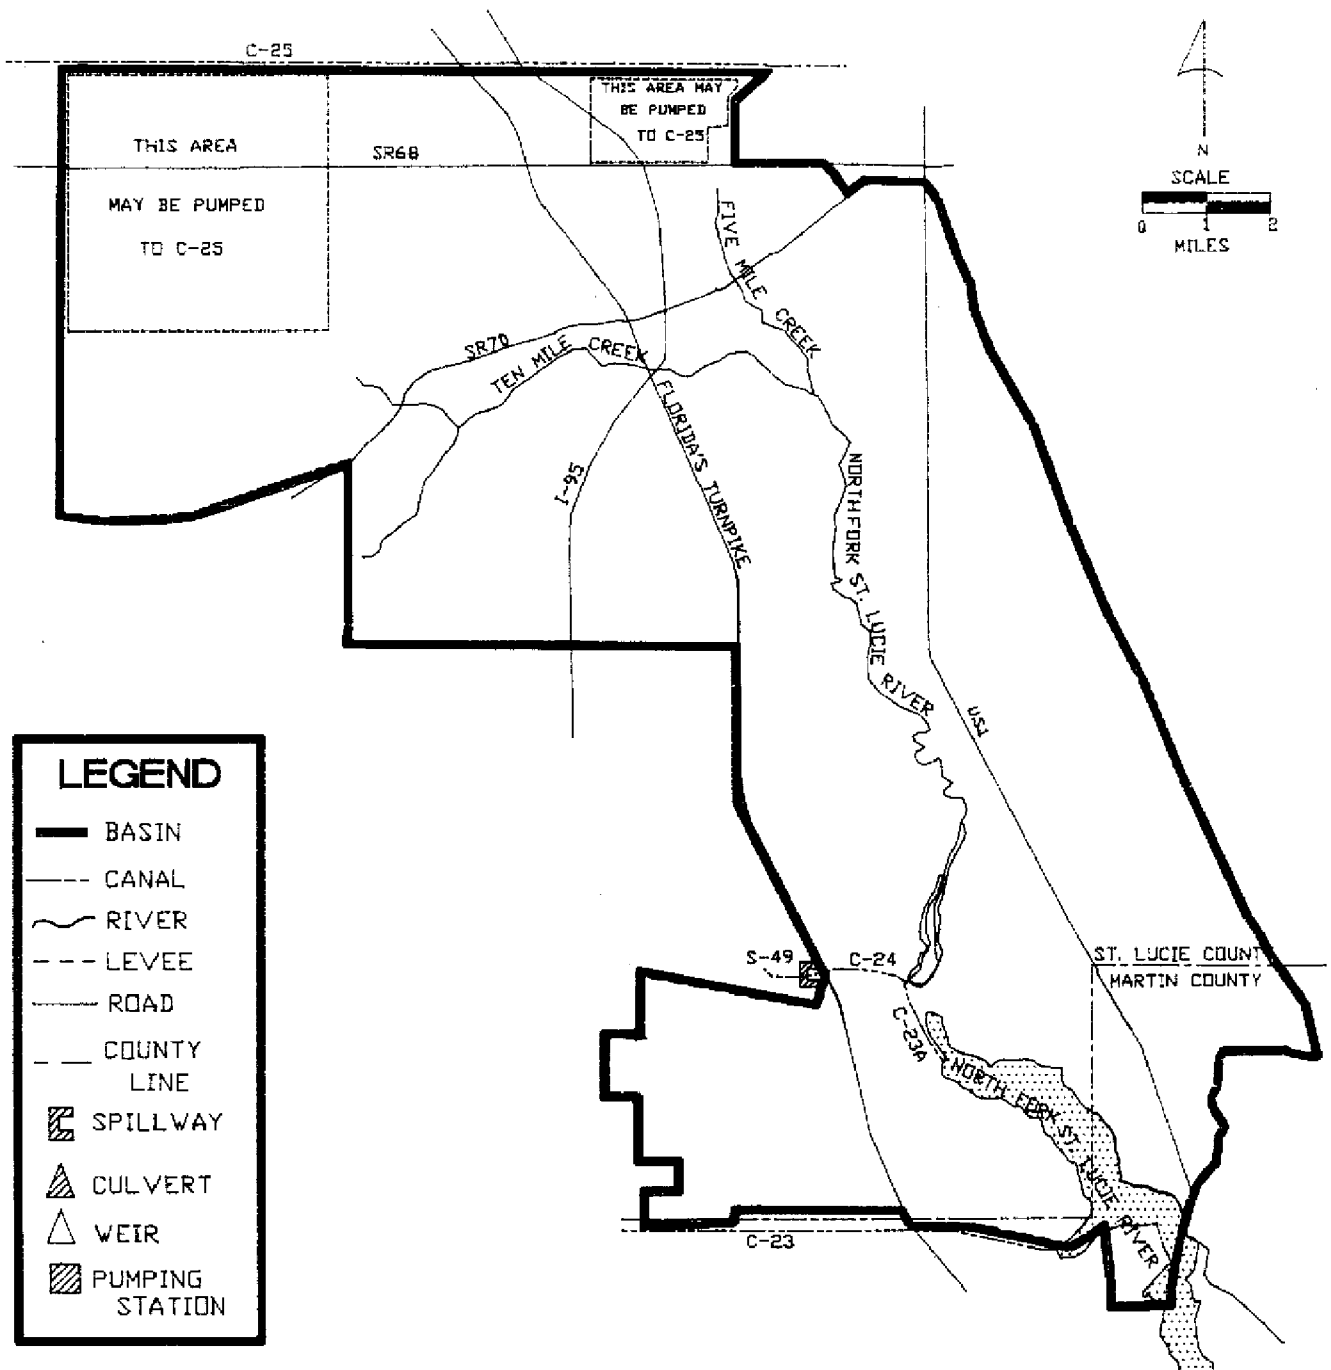 C-25
THIS AREA MAY
BE PUMPED
TO C-25
THIS AREA
MAY BE PUMPED
TO C-25
SR68
N
SCALE
0 1 2
MILES
FIVE MILE CREEK
SR70
TEN MILE CREEK
FLORIDA'S TURNPIKE
I-95
NORTH FORK ST. LUCIE RIVER
US1
LEGEND
BASIN
CANAL
RIVER
LEVEE
ROAD
COUNTY
LINE
SPILLWAY
CULVERT
WEIR
PUMPING
STATION
S-49
C-24
ST. LUCIE COUNT
MARTIN COUNTY
C-23A
NORTH FORK ST. LUCIE RIVER
C-23